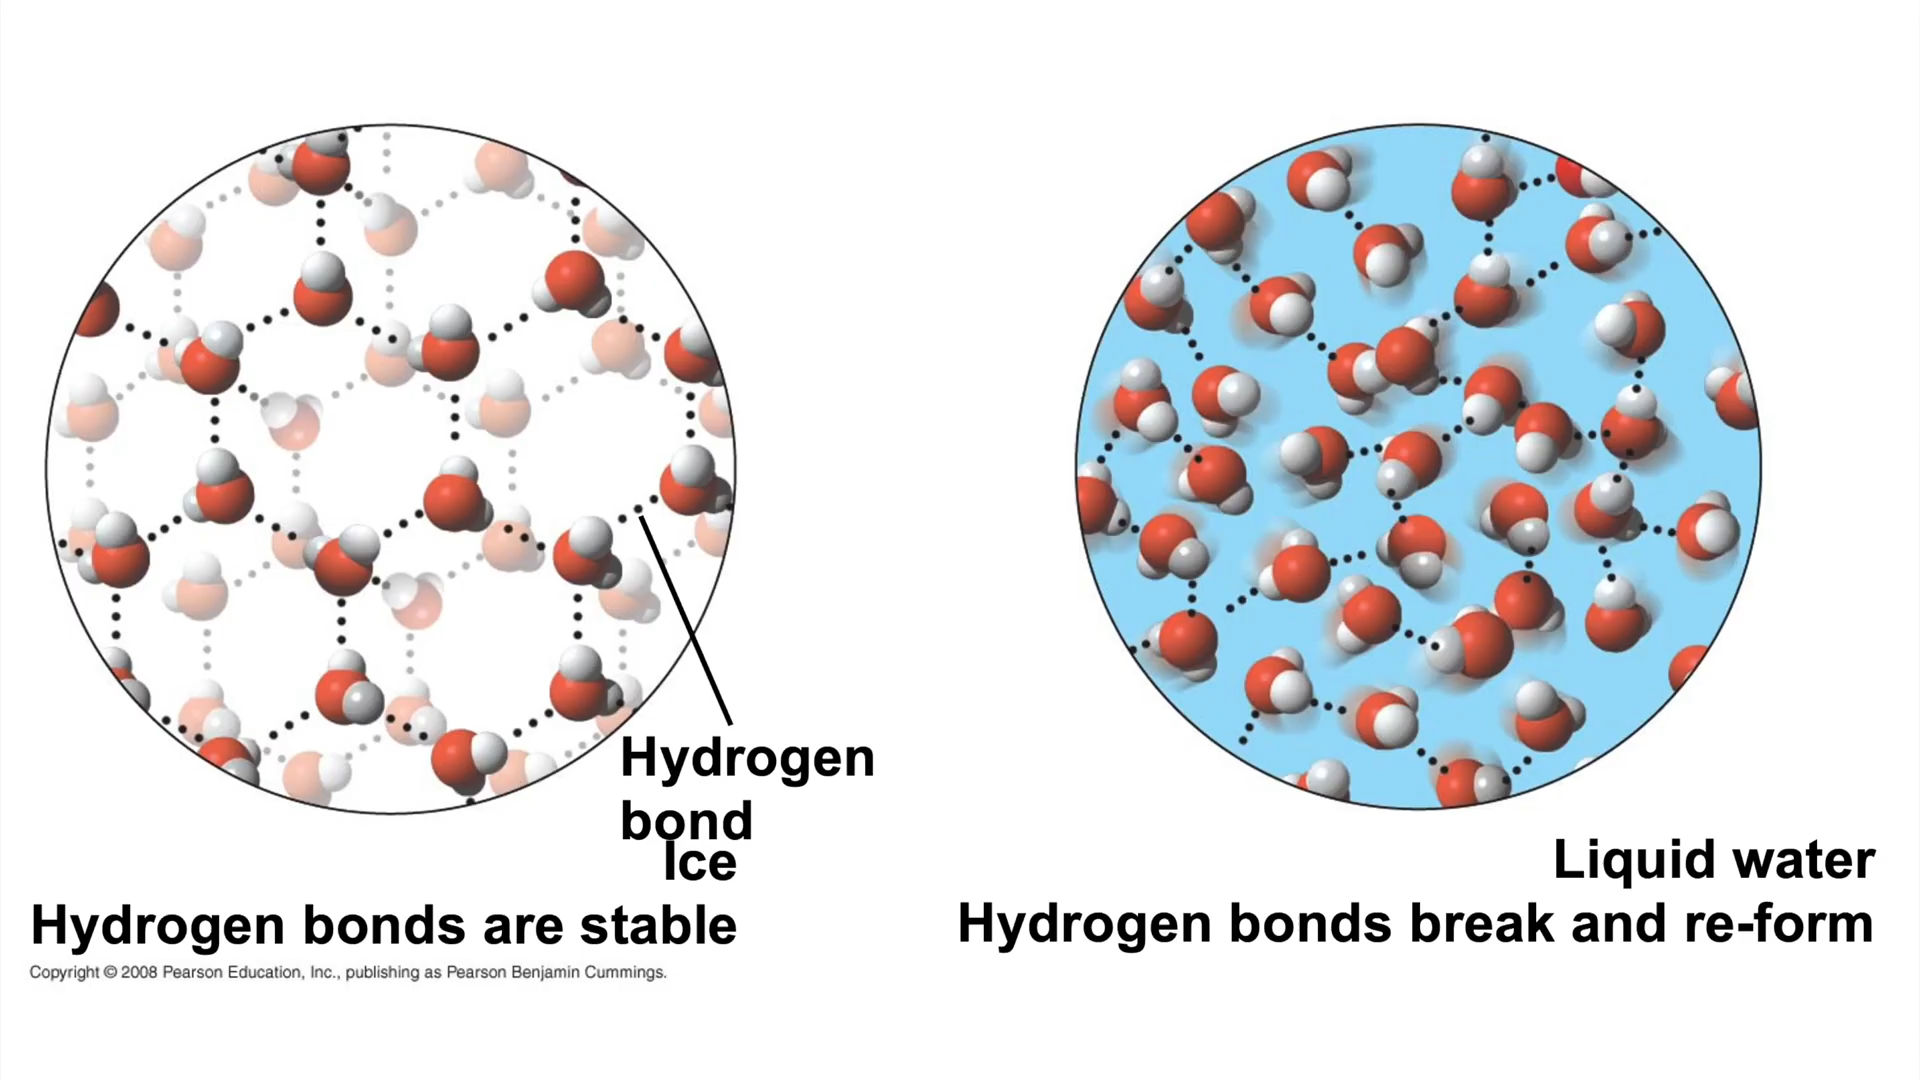 Hydrogen
bond
Ice
Hydrogen bonds are stable
Liquid water
Hydrogen bonds break and re-form
Copyright © 2008 Pearson Education, Inc., publishing as Pearson Benjamin Cummings.